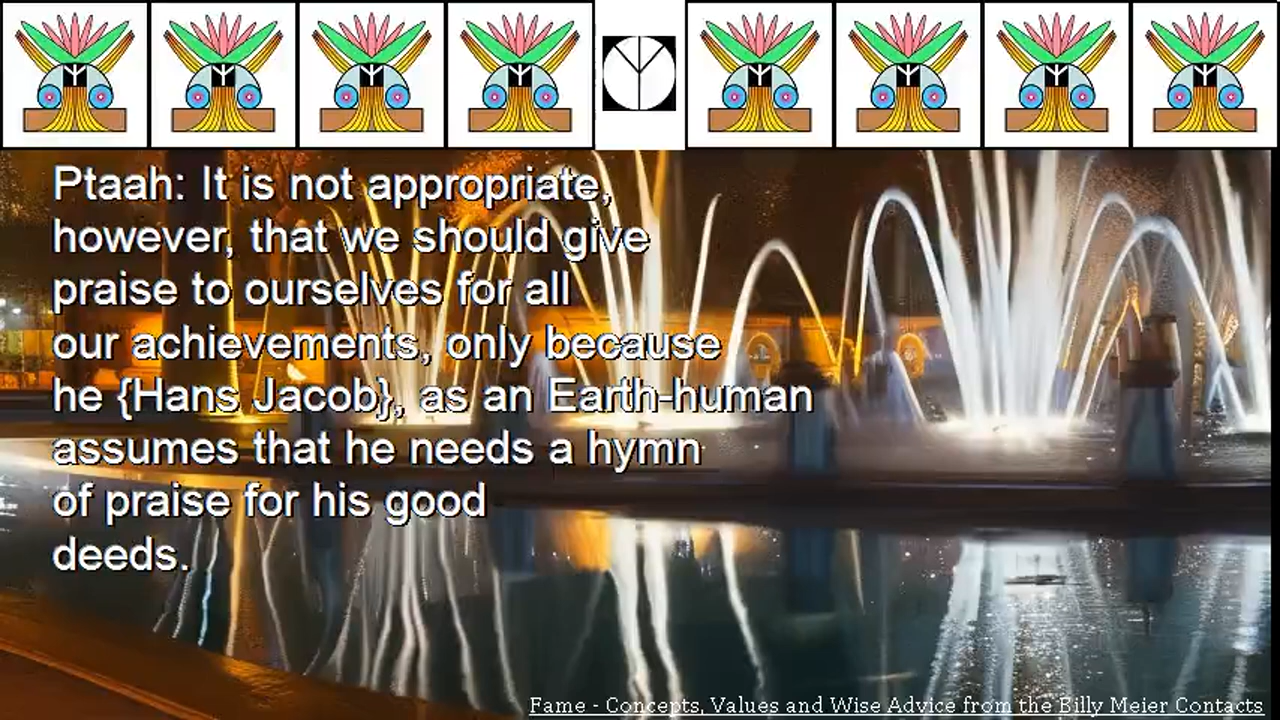 Ptaah: It is not appropriate,
however, that we should give
praise to ourselves for all
our achievements, only because
he {Hans Jacob}, as an Earth-human
assumes that he needs a hymn
of praise for his good
deeds.
Fame - Concepts, Values and Wise Advice from the Billy Meier Contacts